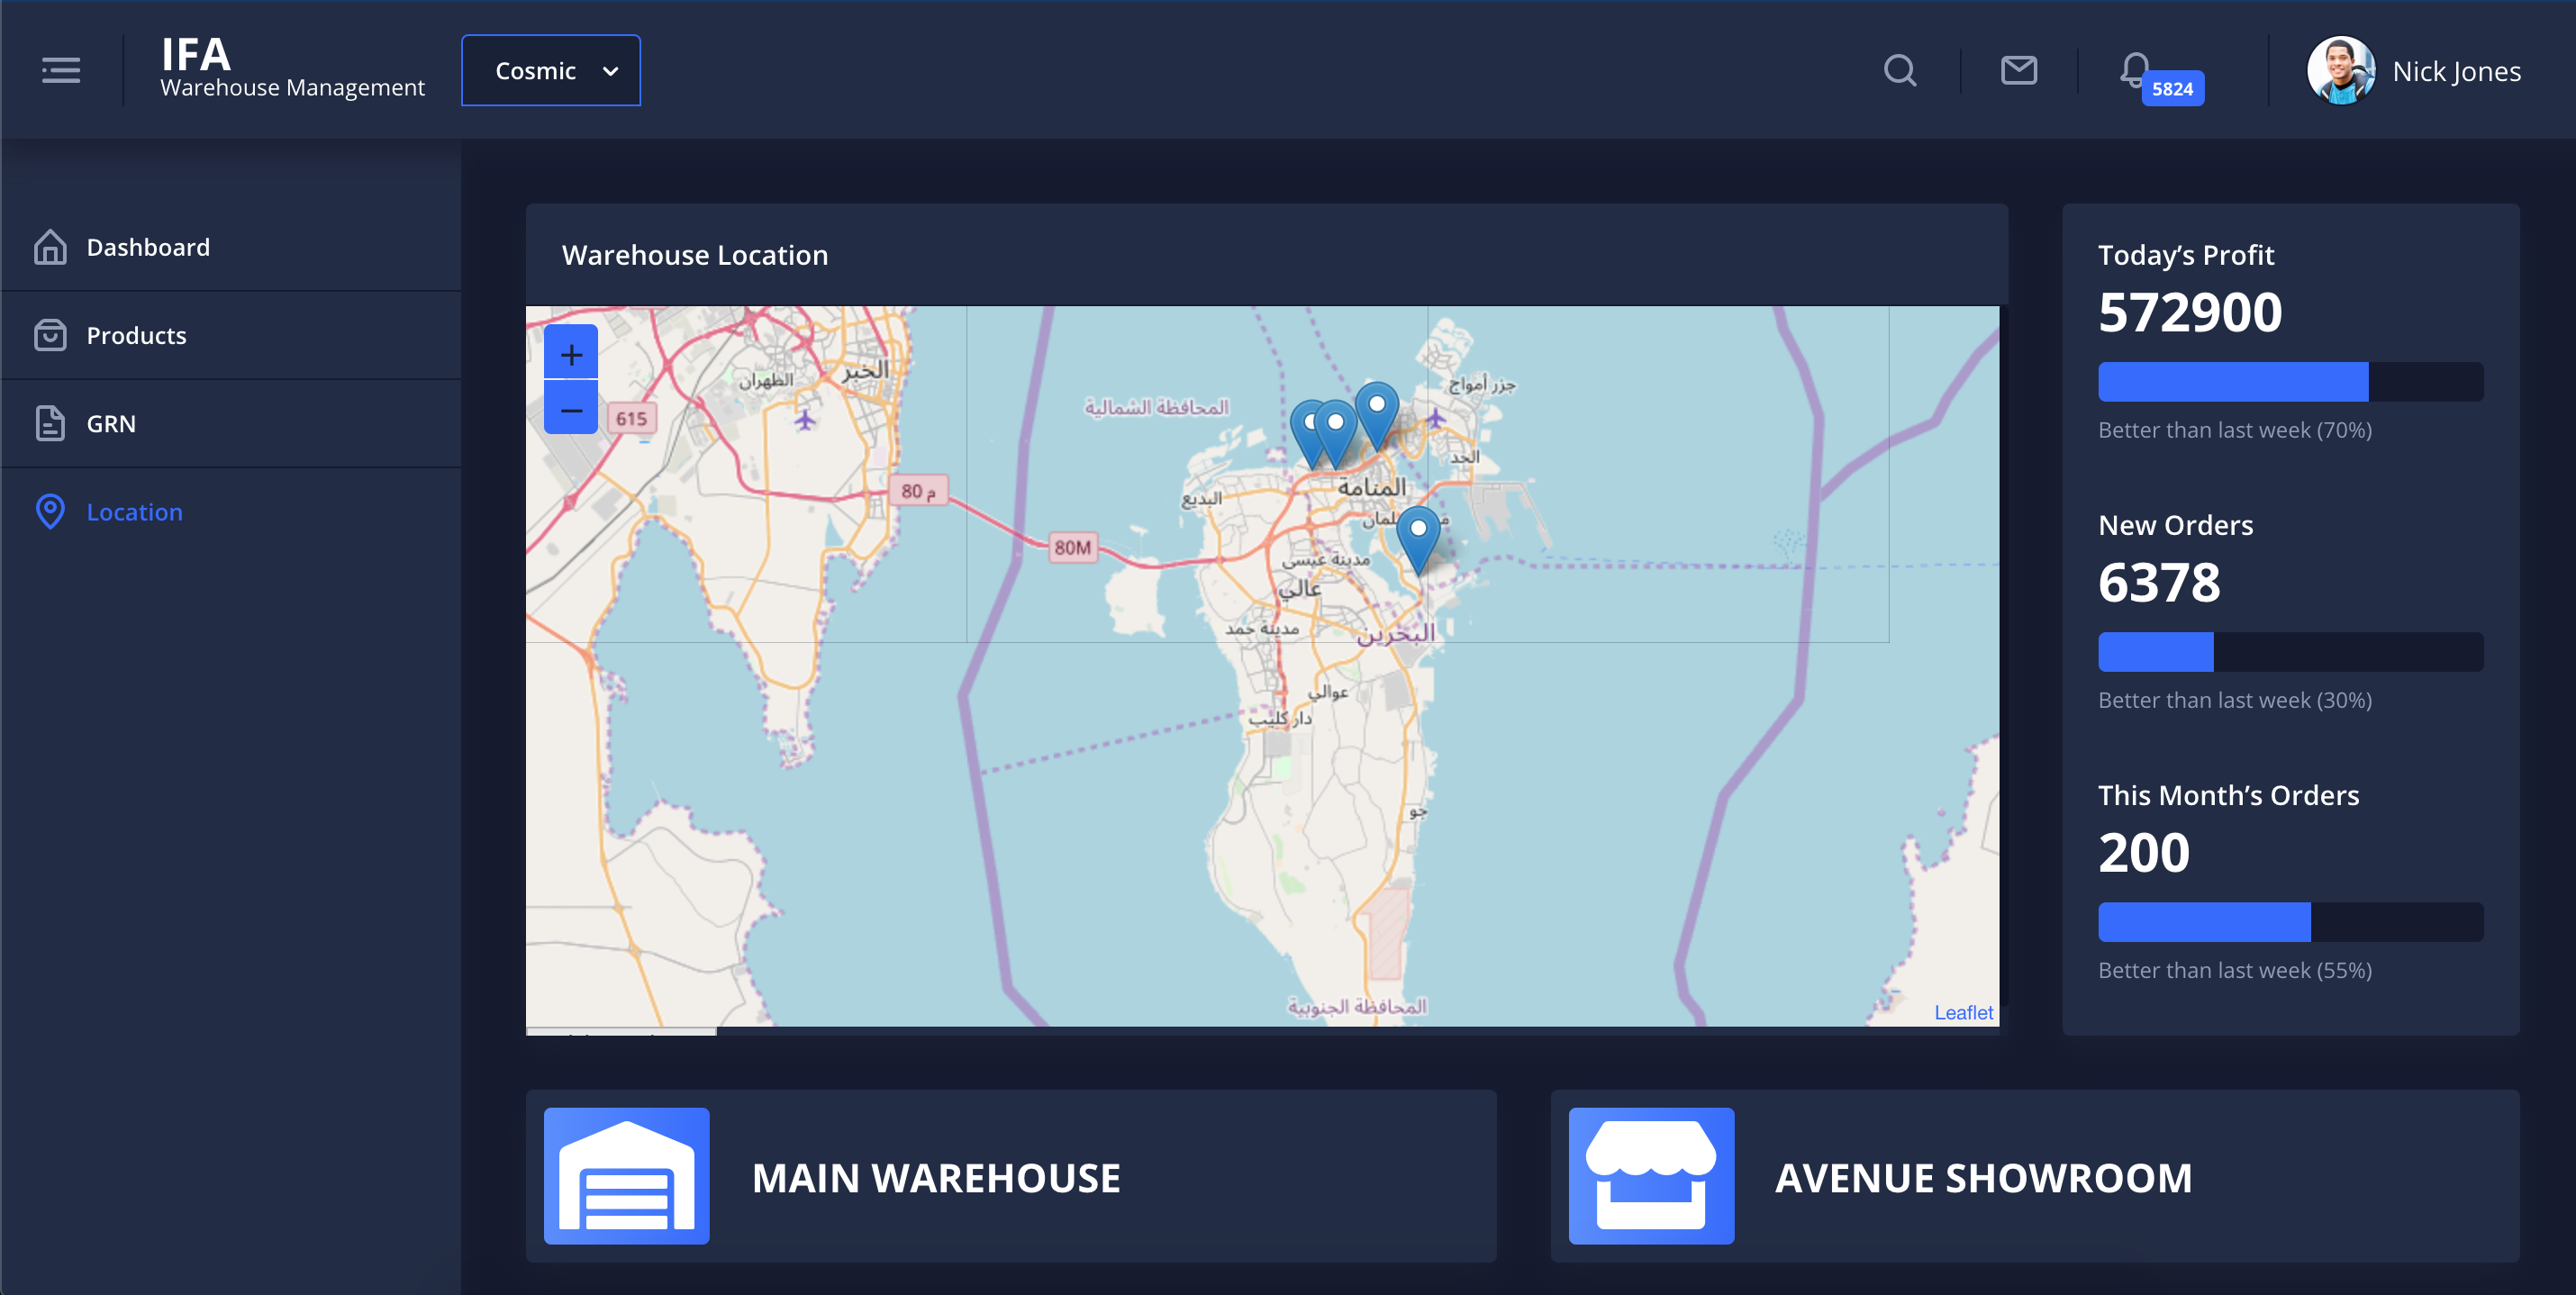 IFA
Warehouse Management
Cosmic
5824
Nick Jones
Dashboard
Products
GRN
Location
Warehouse Location
+
−
الخبر
الظهران
615
80 م
80M
المحافظة الشمالية
جزر أمواج
الحد
المنامة
البديع
مدينة عيسى
عالي
مدينة حمد
البحرين
عوالي
دار كليب
جو
المحافظة الجنوبية
Leaflet
Today’s Profit
572900
Better than last week (70%)
New Orders
6378
Better than last week (30%)
This Month’s Orders
200
Better than last week (55%)
MAIN WAREHOUSE
AVENUE SHOWROOM